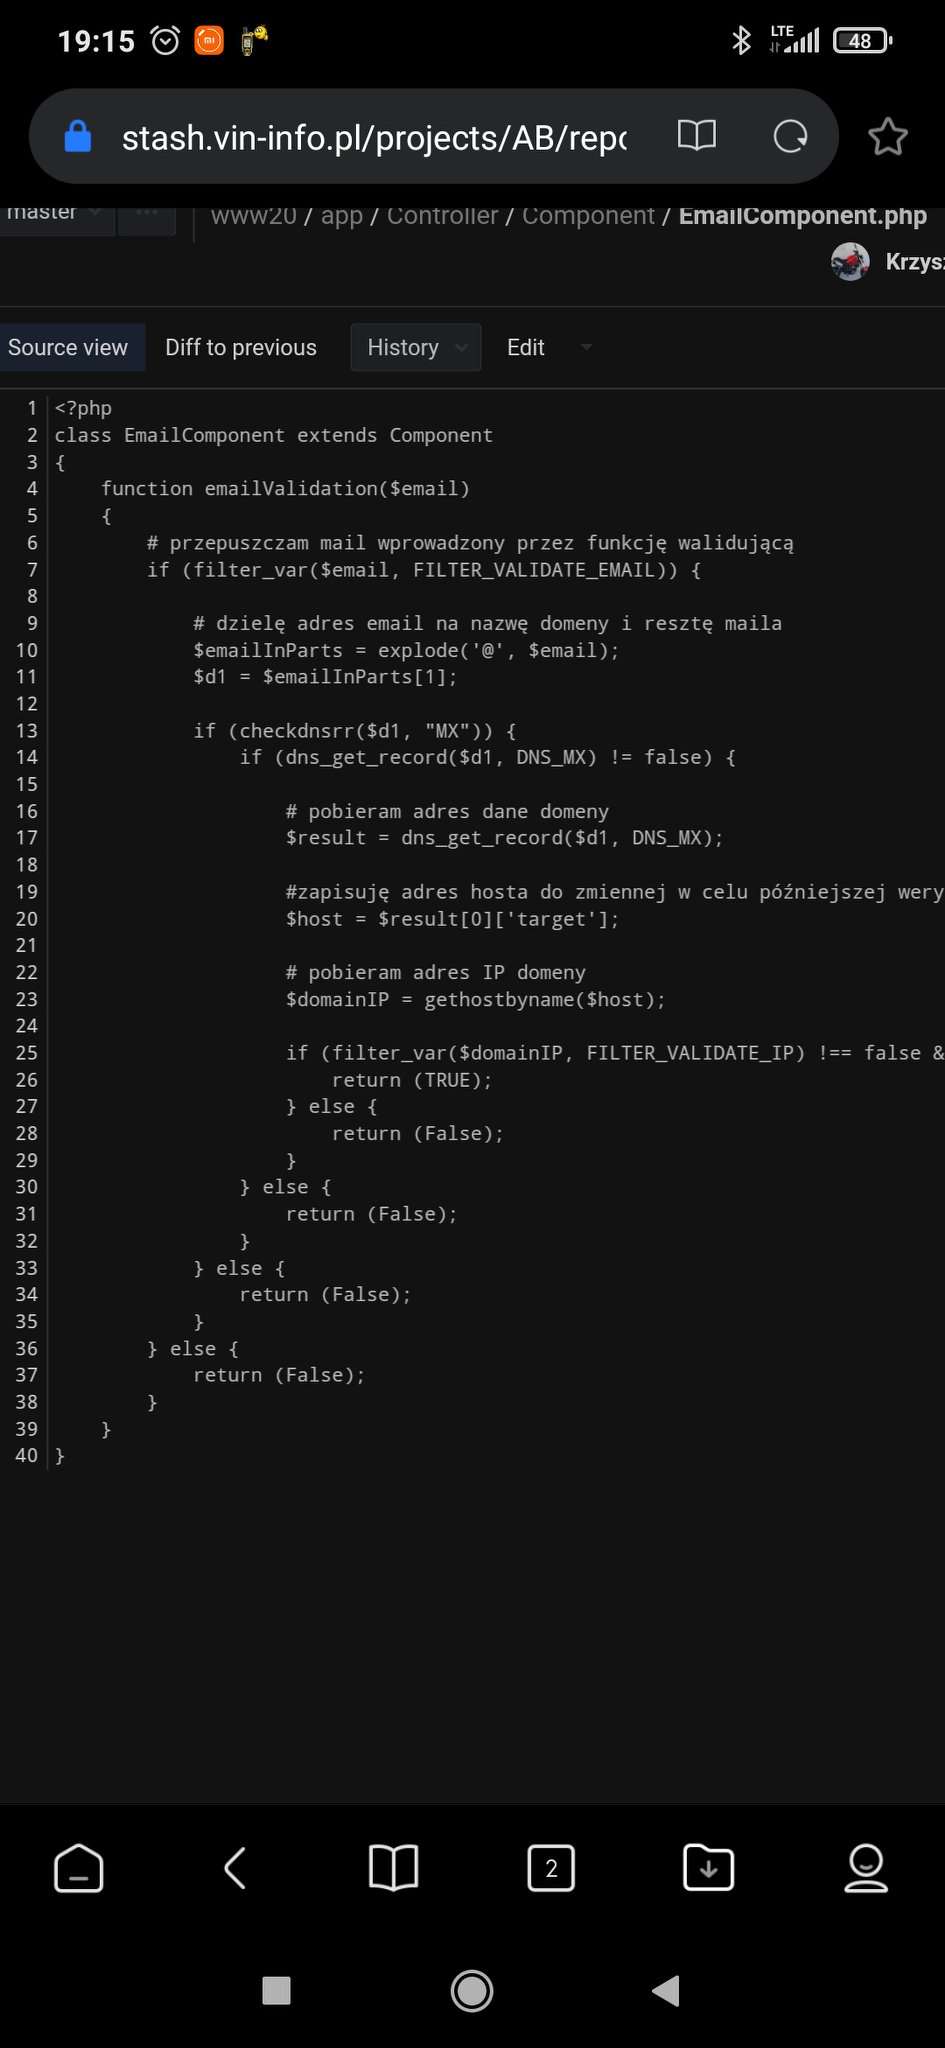 19:15
LTE
48
stash.vin-info.pl/projects/AB/repo
master
www20 / app / Controller / Component / EmailComponent.php
Krzys
Source view Diff to previous History Edit
1 <?php
2 class EmailComponent extends Component
3 {
4 function emailValidation($email)
5 {
6 # przepuszczam mail wprowadzony przez funkcję walidującą
7 if (filter_var($email, FILTER_VALIDATE_EMAIL)) {
8
9 # dzielę adres email na nazwę domeny i resztę maila
10 $emailInParts = explode('@', $email);
11 $d1 = $emailInParts[1];
12
13 if (checkdnsrr($d1, "MX")) {
14 if (dns_get_record($d1, DNS_MX) != false) {
15
16 # pobieram adres dane domeny
17 $result = dns_get_record($d1, DNS_MX);
18
19 #zapisuję adres hosta do zmiennej w celu późniejszej wery
20 $host = $result[0]['target'];
21
22 # pobieram adres IP domeny
23 $domainIP = gethostbyname($host);
24
25 if (filter_var($domainIP, FILTER_VALIDATE_IP) !== false &
26 return (TRUE);
27 } else {
28 return (False);
29 }
30 } else {
31 return (False);
32 }
33 } else {
34 return (False);
35 }
36 } else {
37 return (False);
38 }
39 }
40 }
2